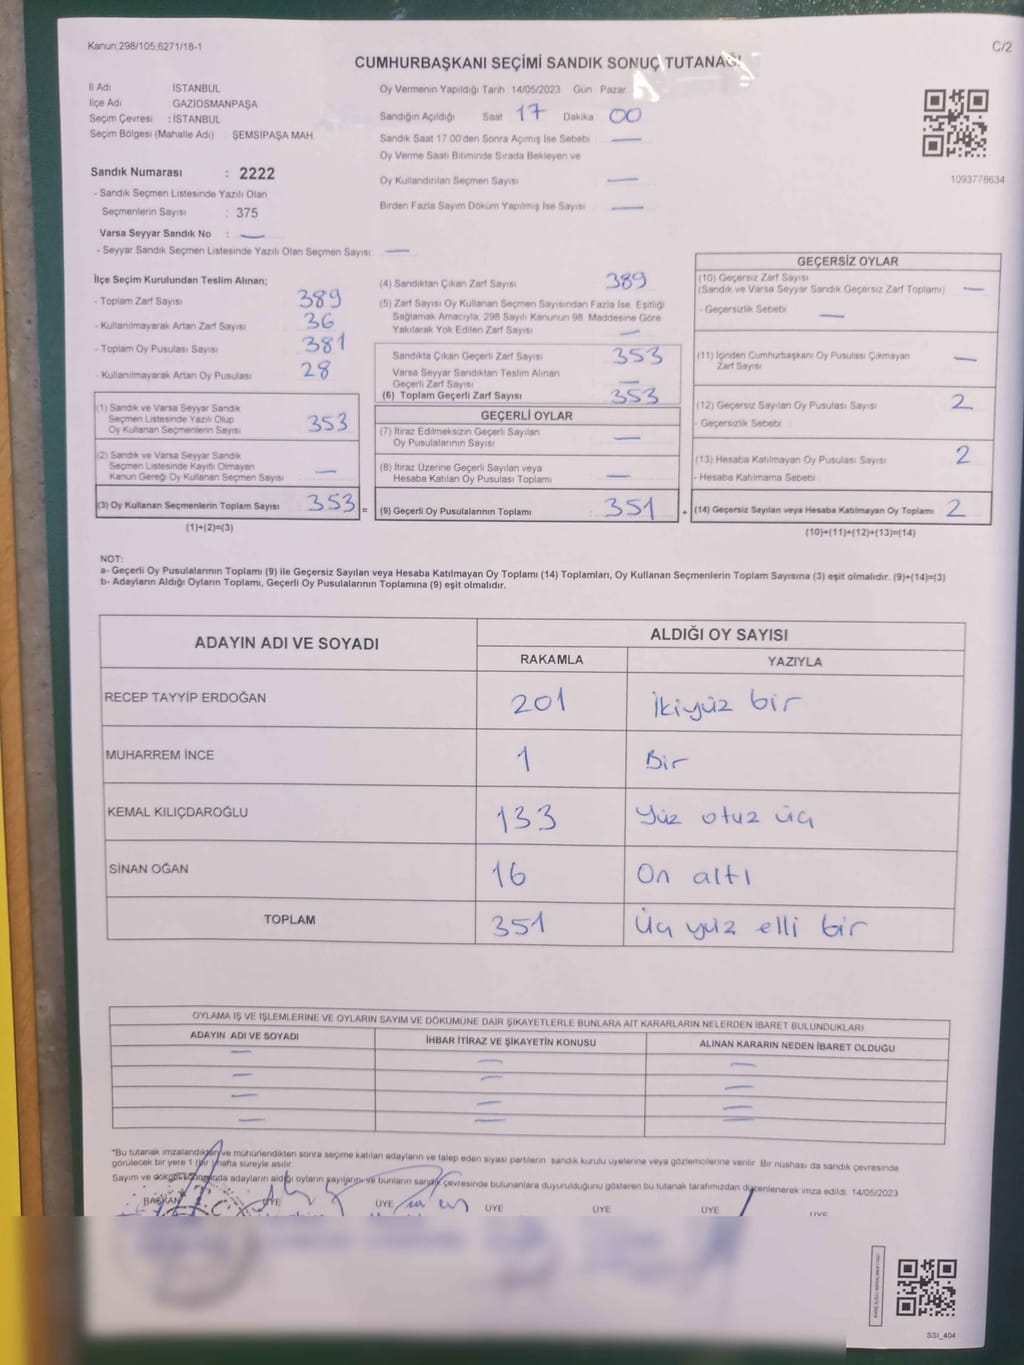 Kanun:298/105,6271/18-1
C/2
CUMHURBAŞKANI SEÇİMİ SANDIK SONUÇ TUTANAĞI
İl Adı İSTANBUL
İlçe Adı GAZİOSMANPAŞA
Seçim Çevresi : İSTANBUL
Seçim Bölgesi (Mahalle Adı) ŞEMSİPAŞA MAH.
Sandık Numarası : 2222
- Sandık Seçmen Listesinde Yazılı Olan
Seçmenlerin Sayısı : 375
Varsa Seyyar Sandık No : —
- Seyyar Sandık Seçmen Listesinde Yazılı Olan Seçmen Sayısı —
Oy Vermenin Yapıldığı Tarih 14/05/2023 Gün Pazar
Sandığın Açıldığı Saat 17 Dakika 00
Sandık Saat 17:00'den Sonra Açımış İse Sebebi —
Oy Verme Saati Bitiminde Sırada Bekleyen ve
Oy Kullandırılan Seçmen Sayısı —
Birden Fazla Sayım Döküm Yapılmış İse Sayısı —
1093778634
İlçe Seçim Kurulundan Teslim Alınan;
- Toplam Zarf Sayısı 389
- Kullanılmayarak Artan Zarf Sayısı 36
- Toplam Oy Pusulası Sayısı 381
- Kullanılmayarak Artan Oy Pusulası 28
(1) Sandık ve Varsa Seyyar Sandık
Seçmen Listesinde Yazılı Olup
Oy Kullanan Seçmenlerin Sayısı 353
(2) Sandık ve Varsa Seyyar Sandık
Seçmen Listesinde Kayıtlı Olmayan
Kanun Gereği Oy Kullanan Seçmen Sayısı —
(3) Oy Kullanan Seçmenlerin Toplam Sayısı 353 =
(1)+(2)=(3)
(4) Sandıktan Çıkan Zarf Sayısı 389
(5) Zarf Sayısı Oy Kullanan Seçmen Sayısından Fazla İse, Eşitliği
Sağlamak Amacıyla, 298 Sayılı Kanunun 98. Maddesine Göre
Yakılarak Yok Edilen Zarf Sayısı —
Sandıkta Çıkan Geçerli Zarf Sayısı 353
Varsa Seyyar Sandıktan Teslim Alınan
Geçerli Zarf Sayısı —
(6) Toplam Geçerli Zarf Sayısı 353
GEÇERLİ OYLAR
(7) İtiraz Edilmeksizin Geçerli Sayılan
Oy Pusulalarının Sayısı —
(8) İtiraz Üzerine Geçerli Sayılan veya
Hesaba Katılan Oy Pusulası Toplamı —
(9) Geçerli Oy Pusulalarının Toplamı 351 +
GEÇERSİZ OYLAR
(10) Geçersiz Zarf Sayısı
(Sandık ve Varsa Seyyar Sandık Geçersiz Zarf Toplamı) —
- Geçersizlik Sebebi —
(11) İçinden Cumhurbaşkanı Oy Pusulası Çıkmayan
Zarf Sayısı —
(12) Geçersiz Sayılan Oy Pusulası Sayısı 2
- Geçersizlik Sebebi
(13) Hesaba Katılmayan Oy Pusulası Sayısı 2
- Hesaba Katılmama Sebebi
(14) Geçersiz Sayılan veya Hesaba Katılmayan Oy Toplamı 2
(10)+(11)+(12)+(13)=(14)
NOT:
a- Geçerli Oy Pusulalarının Toplamı (9) ile Geçersiz Sayılan veya Hesaba Katılmayan Oy Toplamı (14) Toplamları, Oy Kullanan Seçmenlerin Toplam Sayısına (3) eşit olmalıdır. (9)+(14)=(3)
b- Adayların Aldığı Oyların Toplamı, Geçerli Oy Pusulalarının Toplamına (9) eşit olmalıdır.
ADAYIN ADI VE SOYADI ALDIĞI OY SAYISI
RAKAMLA YAZIYLA
RECEP TAYYİP ERDOĞAN 201 İkiyüz bir
MUHARREM İNCE 1 Bir
KEMAL KILIÇDAROĞLU 133 Yüz otuz üç
SİNAN OĞAN 16 On altı
TOPLAM 351 Üç yüz elli bir
OYLAMA İŞ VE İŞLEMLERİNE VE OYLARIN SAYIM VE DÖKÜMÜNE DAİR ŞİKAYETLERLE BUNLARA AİT KARARLARIN NELERDEN İBARET BULUNDUKLARI
ADAYIN ADI VE SOYADI İHBAR İTİRAZ VE ŞİKAYETİN KONUSU ALINAN KARARIN NEDEN İBARET OLDUĞU
— — —
— — —
— — —
— — —
*Bu tutanak imzalandıktan ve mühürlendikten sonra seçime katılan adayların ve talep eden siyasi partilerin sandık kurulu üyelerine veya gözlemcilerine verilir. Bir nüshası da sandık çevresinde
görülecek bir yere 1 (bir) hafta süreyle asılır.
Sayım ve döküm sonucunda adayların aldığı oyların sayılarını ve bunların sandık çevresinde bulunanlara duyurulduğunu gösteren bu tutanak tarafımızdan düzenlenerek imza edildi. 14/05/2023
BAŞKAN ÜYE ÜYE ÜYE ÜYE ÜYE ÜYE
SSI_404